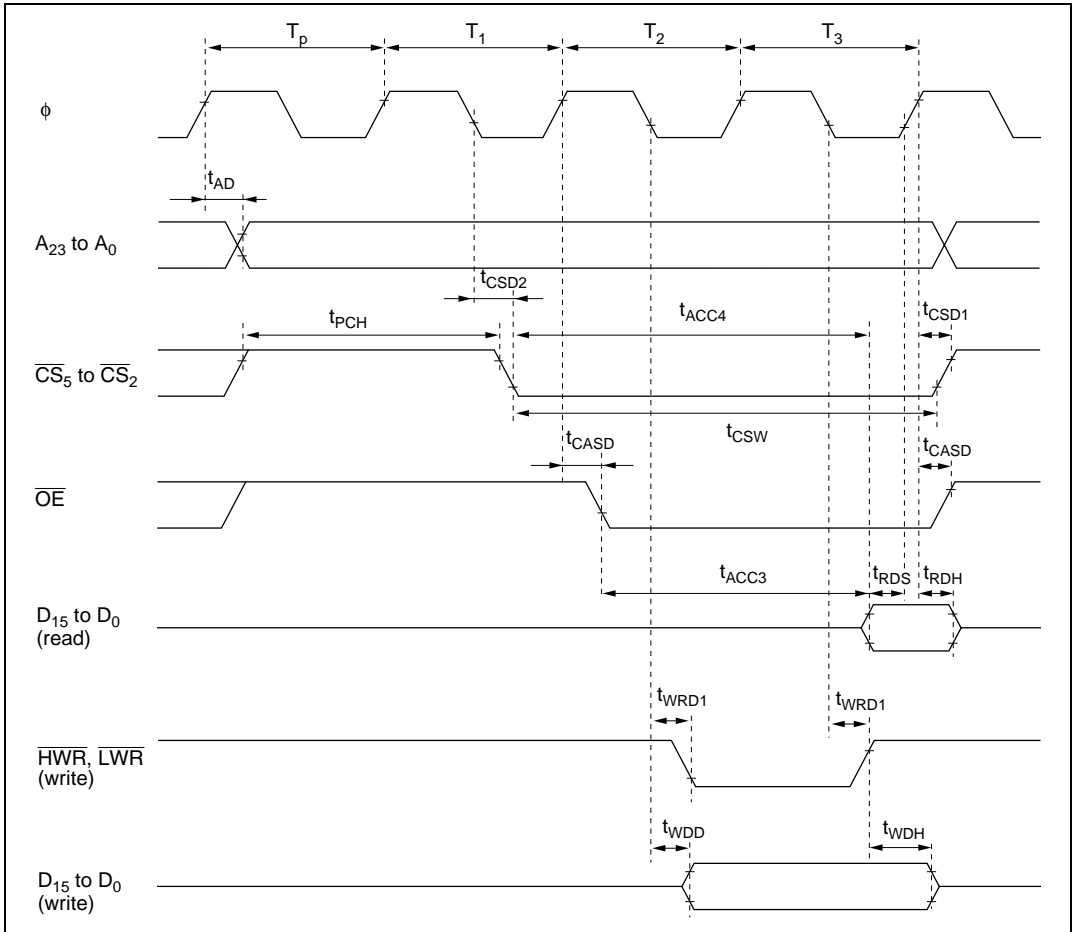 Tp T1 T2 T3
ϕ
tAD
A23 to A0
tCSD2
tPCH tACC4 tCSD1
CS5 to CS2
tCSW
tCASD tCASD
OE
tACC3 tRDS tRDH
D15 to D0
(read)
tWRD1 tWRD1
HWR, LWR
(write)
tWDD tWDH
D15 to D0
(write)